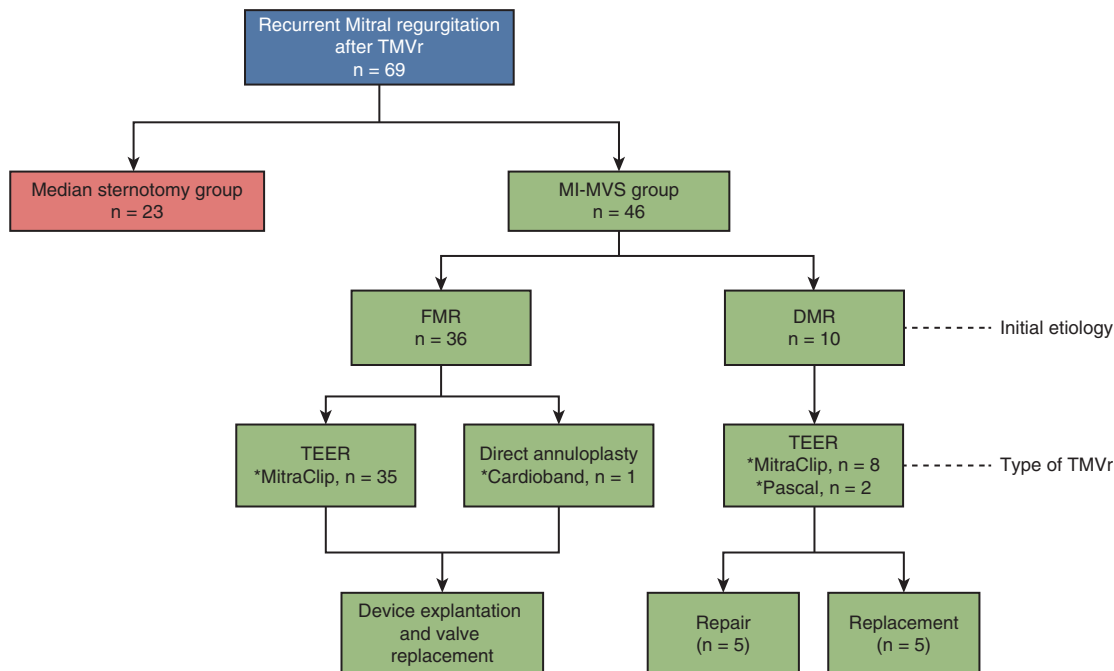 Recurrent Mitral regurgitation
after TMVr
n = 69
Median sternotomy group
n = 23
MI-MVS group
n = 46
FMR
n = 36
DMR
n = 10
Initial etiology
TEER
*MitraClip, n = 35
Direct annuloplasty
*Cardioband, n = 1
TEER
*MitraClip, n = 8
*Pascal, n = 2
Type of TMVr
Device explantation
and valve
replacement
Repair
(n = 5)
Replacement
(n = 5)